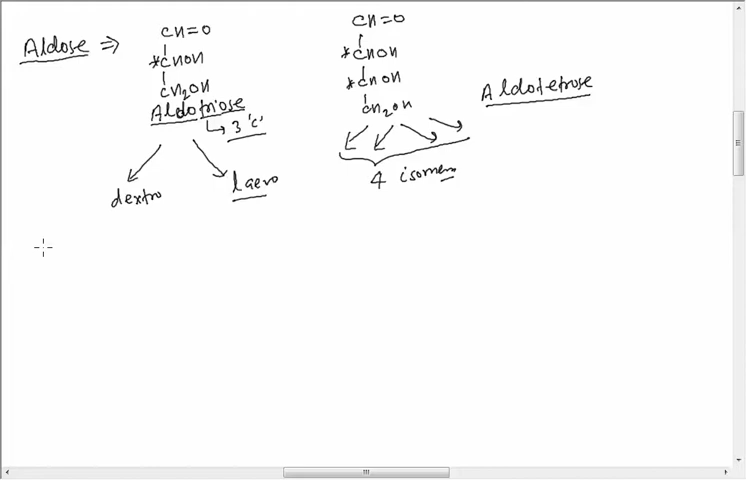 Aldose ⇒
CH=O
*CHOH
CH₂OH
Aldotriose
↳ 3 'C'
dextro
laevo
CH=O
*CHOH
*CHOH
CH₂OH
4 isomers
Aldotetrose